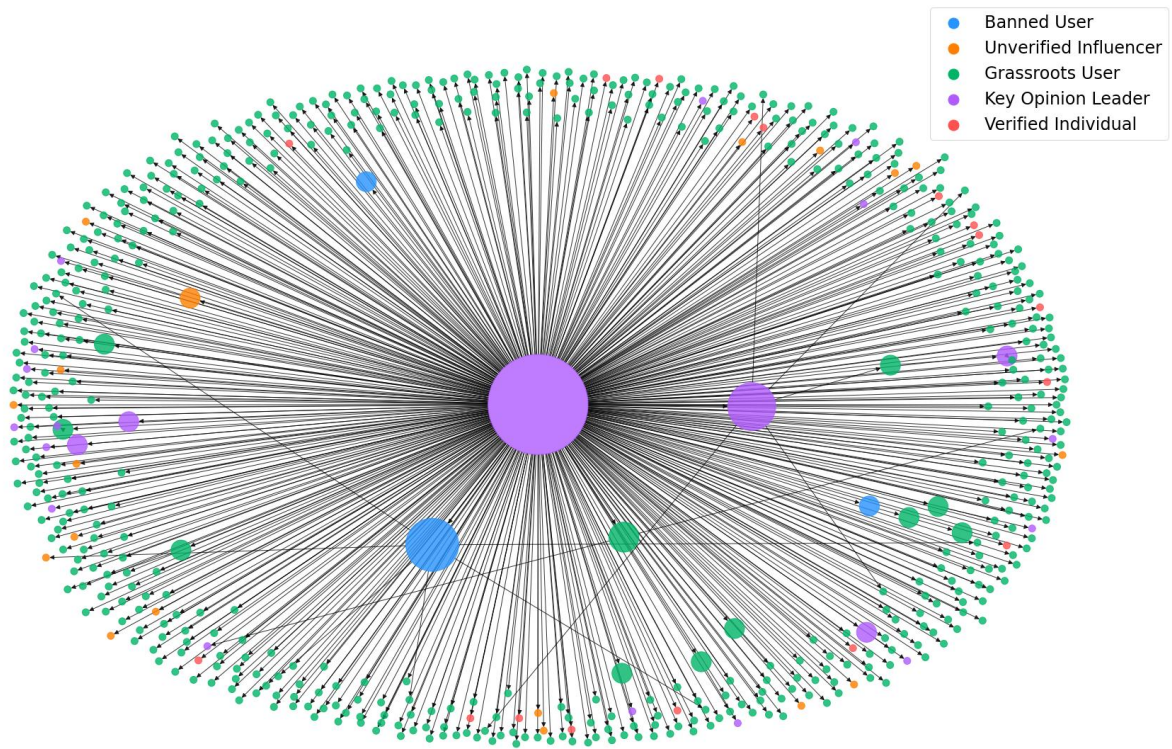 Banned User
Unverified Influencer
Grassroots User
Key Opinion Leader
Verified Individual